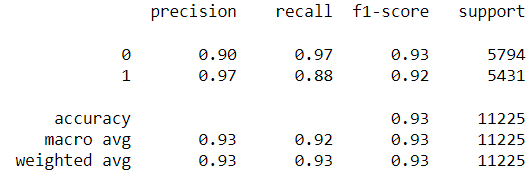 precision recall f1-score support
0 0.90 0.97 0.93 5794
1 0.97 0.88 0.92 5431
accuracy 0.93 11225
macro avg 0.93 0.92 0.93 11225
weighted avg 0.93 0.93 0.93 11225